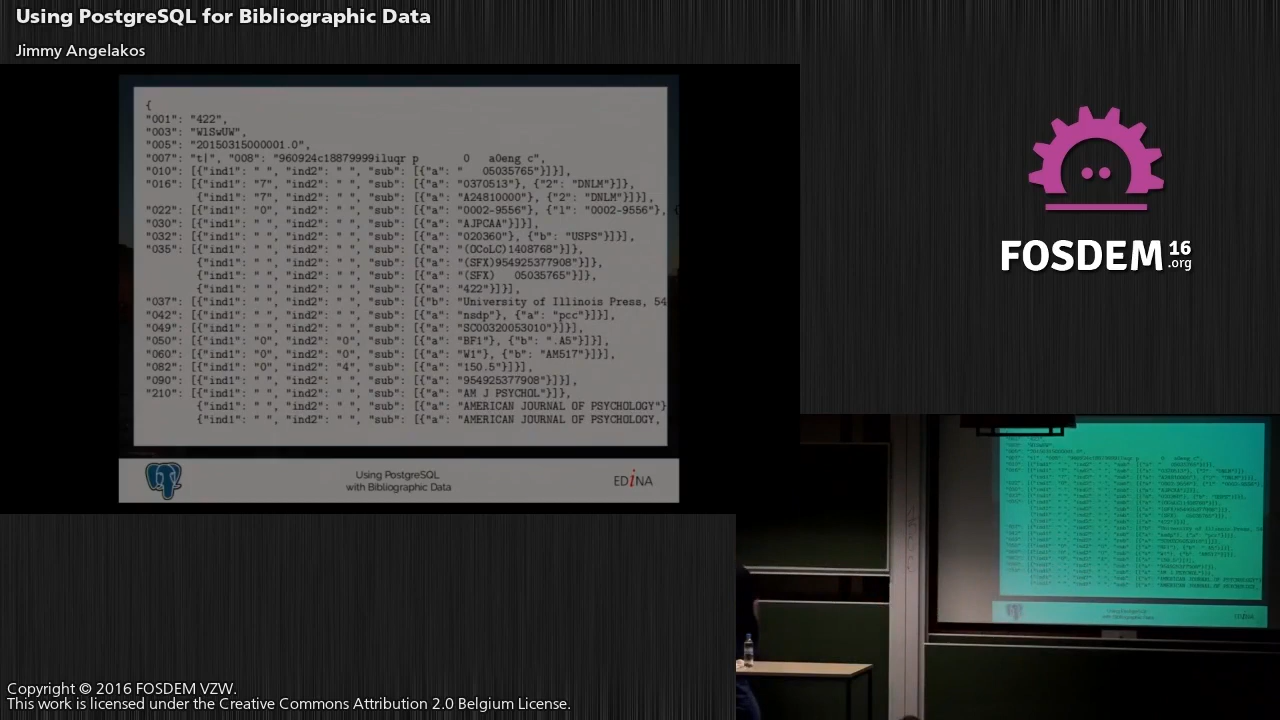 Using PostgreSQL for Bibliographic Data
Jimmy Angelakos
{
"001": "422",
"003": "WlSwUW",
"005": "20150315000001.0",
"007": "t|", "008": "960924c18879999iluqr p       0   a0eng c",
"010": [{"ind1": " ", "ind2": " ", "sub": [{"a": "   05035765"}]}],
"016": [{"ind1": "7", "ind2": " ", "sub": [{"a": "0370513"}, {"2": "DNLM"}]},
{"ind1": "7", "ind2": " ", "sub": [{"a": "A24810000"}, {"2": "DNLM"}]}],
"022": [{"ind1": "0", "ind2": " ", "sub": [{"a": "0002-9556"}, {"l": "0002-9556"}, {
"030": [{"ind1": " ", "ind2": " ", "sub": [{"a": "AJPCAA"}]}],
"032": [{"ind1": " ", "ind2": " ", "sub": [{"a": "020360"}, {"b": "USPS"}]}],
"035": [{"ind1": " ", "ind2": " ", "sub": [{"a": "(OCoLC)1408768"}]},
{"ind1": " ", "ind2": " ", "sub": [{"a": "(SFX)954925377908"}]},
{"ind1": " ", "ind2": " ", "sub": [{"a": "(SFX)   05035765"}]},
{"ind1": " ", "ind2": " ", "sub": [{"a": "422"}]}],
"037": [{"ind1": " ", "ind2": " ", "sub": [{"b": "University of Illinois Press, 54
"042": [{"ind1": " ", "ind2": " ", "sub": [{"a": "nsdp"}, {"a": "pcc"}]}],
"049": [{"ind1": " ", "ind2": " ", "sub": [{"a": "SC00320053010"}]}],
"050": [{"ind1": "0", "ind2": "0", "sub": [{"a": "BF1"}, {"b": ".A5"}]}],
"060": [{"ind1": "0", "ind2": "0", "sub": [{"a": "W1"}, {"b": "AM517"}]}],
"082": [{"ind1": "0", "ind2": "4", "sub": [{"a": "150.5"}]}],
"090": [{"ind1": " ", "ind2": " ", "sub": [{"a": "954925377908"}]}],
"210": [{"ind1": " ", "ind2": " ", "sub": [{"a": "AM J PSYCHOL"}]},
{"ind1": " ", "ind2": " ", "sub": [{"a": "AMERICAN JOURNAL OF PSYCHOLOGY"}
{"ind1": " ", "ind2": " ", "sub": [{"a": "AMERICAN JOURNAL OF PSYCHOLOGY,
Using PostgreSQL
with Bibliographic Data
EDINA
FOSDEM 16 .org
Copyright © 2016 FOSDEM VZW.
This work is licensed under the Creative Commons Attribution 2.0 Belgium License.